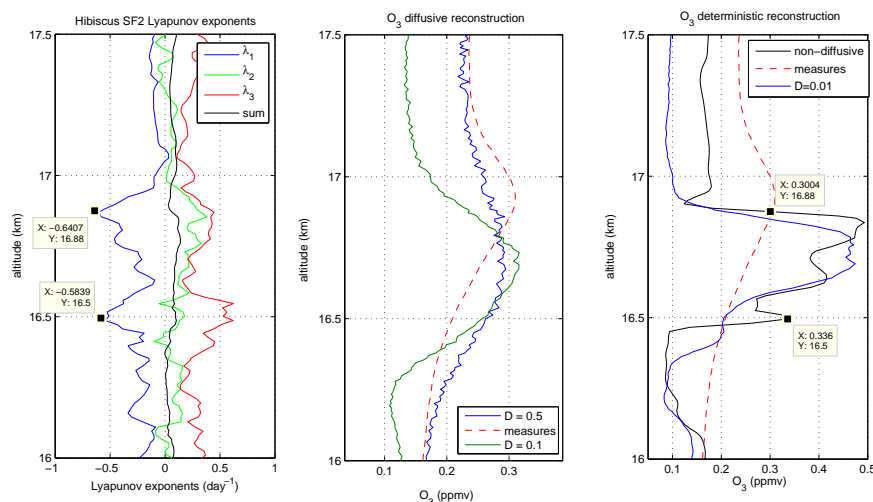 Hibiscus SF2 Lyapunov exponents
17.5
17
16.5
16
altitude (km)
λ1
λ2
λ3
sum
X: −0.6407
Y: 16.88
X: −0.5839
Y: 16.5
−1
−0.5
0
0.5
1
Lyapunov exponents (day−1)
O3 diffusive reconstruction
17.5
17
16.5
16
altitude (km)
D = 0.5
measures
D = 0.1
0.1
0.2
0.3
O3 (ppmv)
O3 deterministic reconstruction
17.5
17
16.5
16
altitude (km)
non−diffusive
measures
D=0.01
X: 0.3004
Y: 16.88
X: 0.336
Y: 16.5
0.1
0.2
0.3
0.4
0.5
O3 (ppmv)